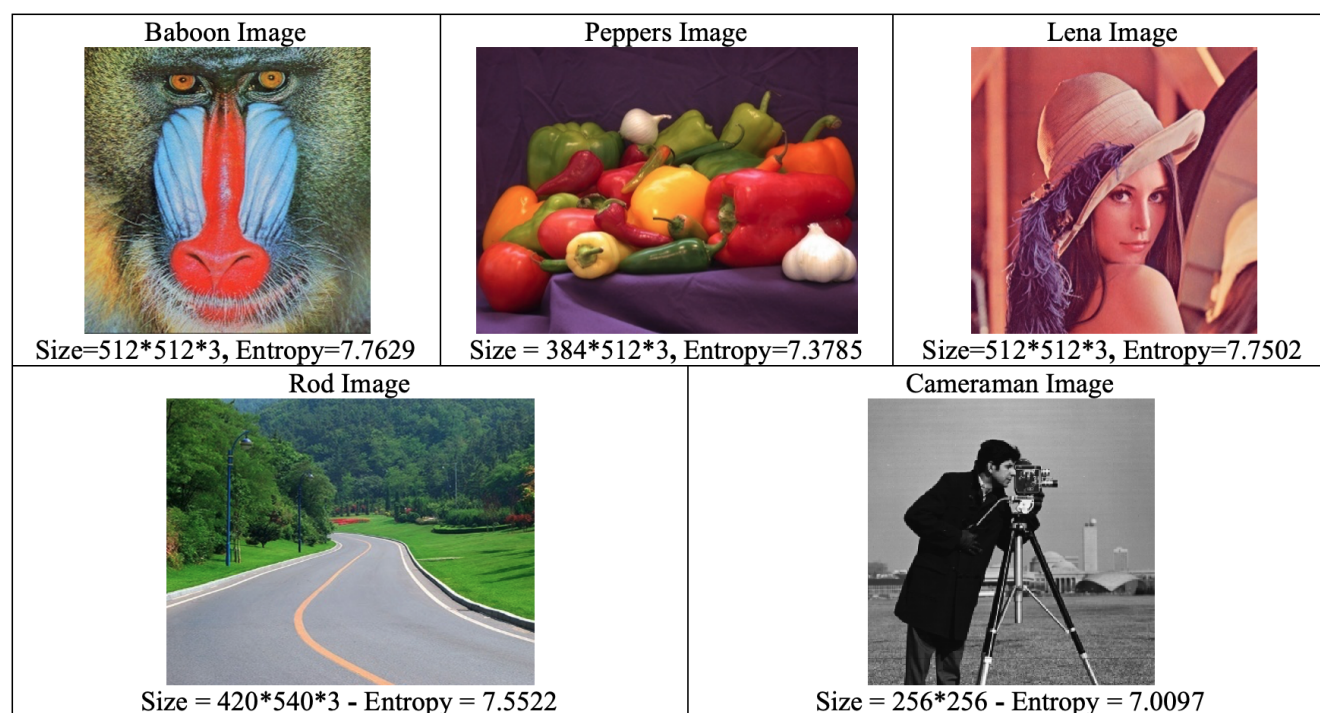 Baboon Image
Peppers Image
Lena Image
Size=512*512*3, Entropy=7.7629
Size = 384*512*3, Entropy=7.3785
Size=512*512*3, Entropy=7.7502
Rod Image
Cameraman Image
Size = 420*540*3 - Entropy = 7.5522
Size = 256*256 - Entropy = 7.0097